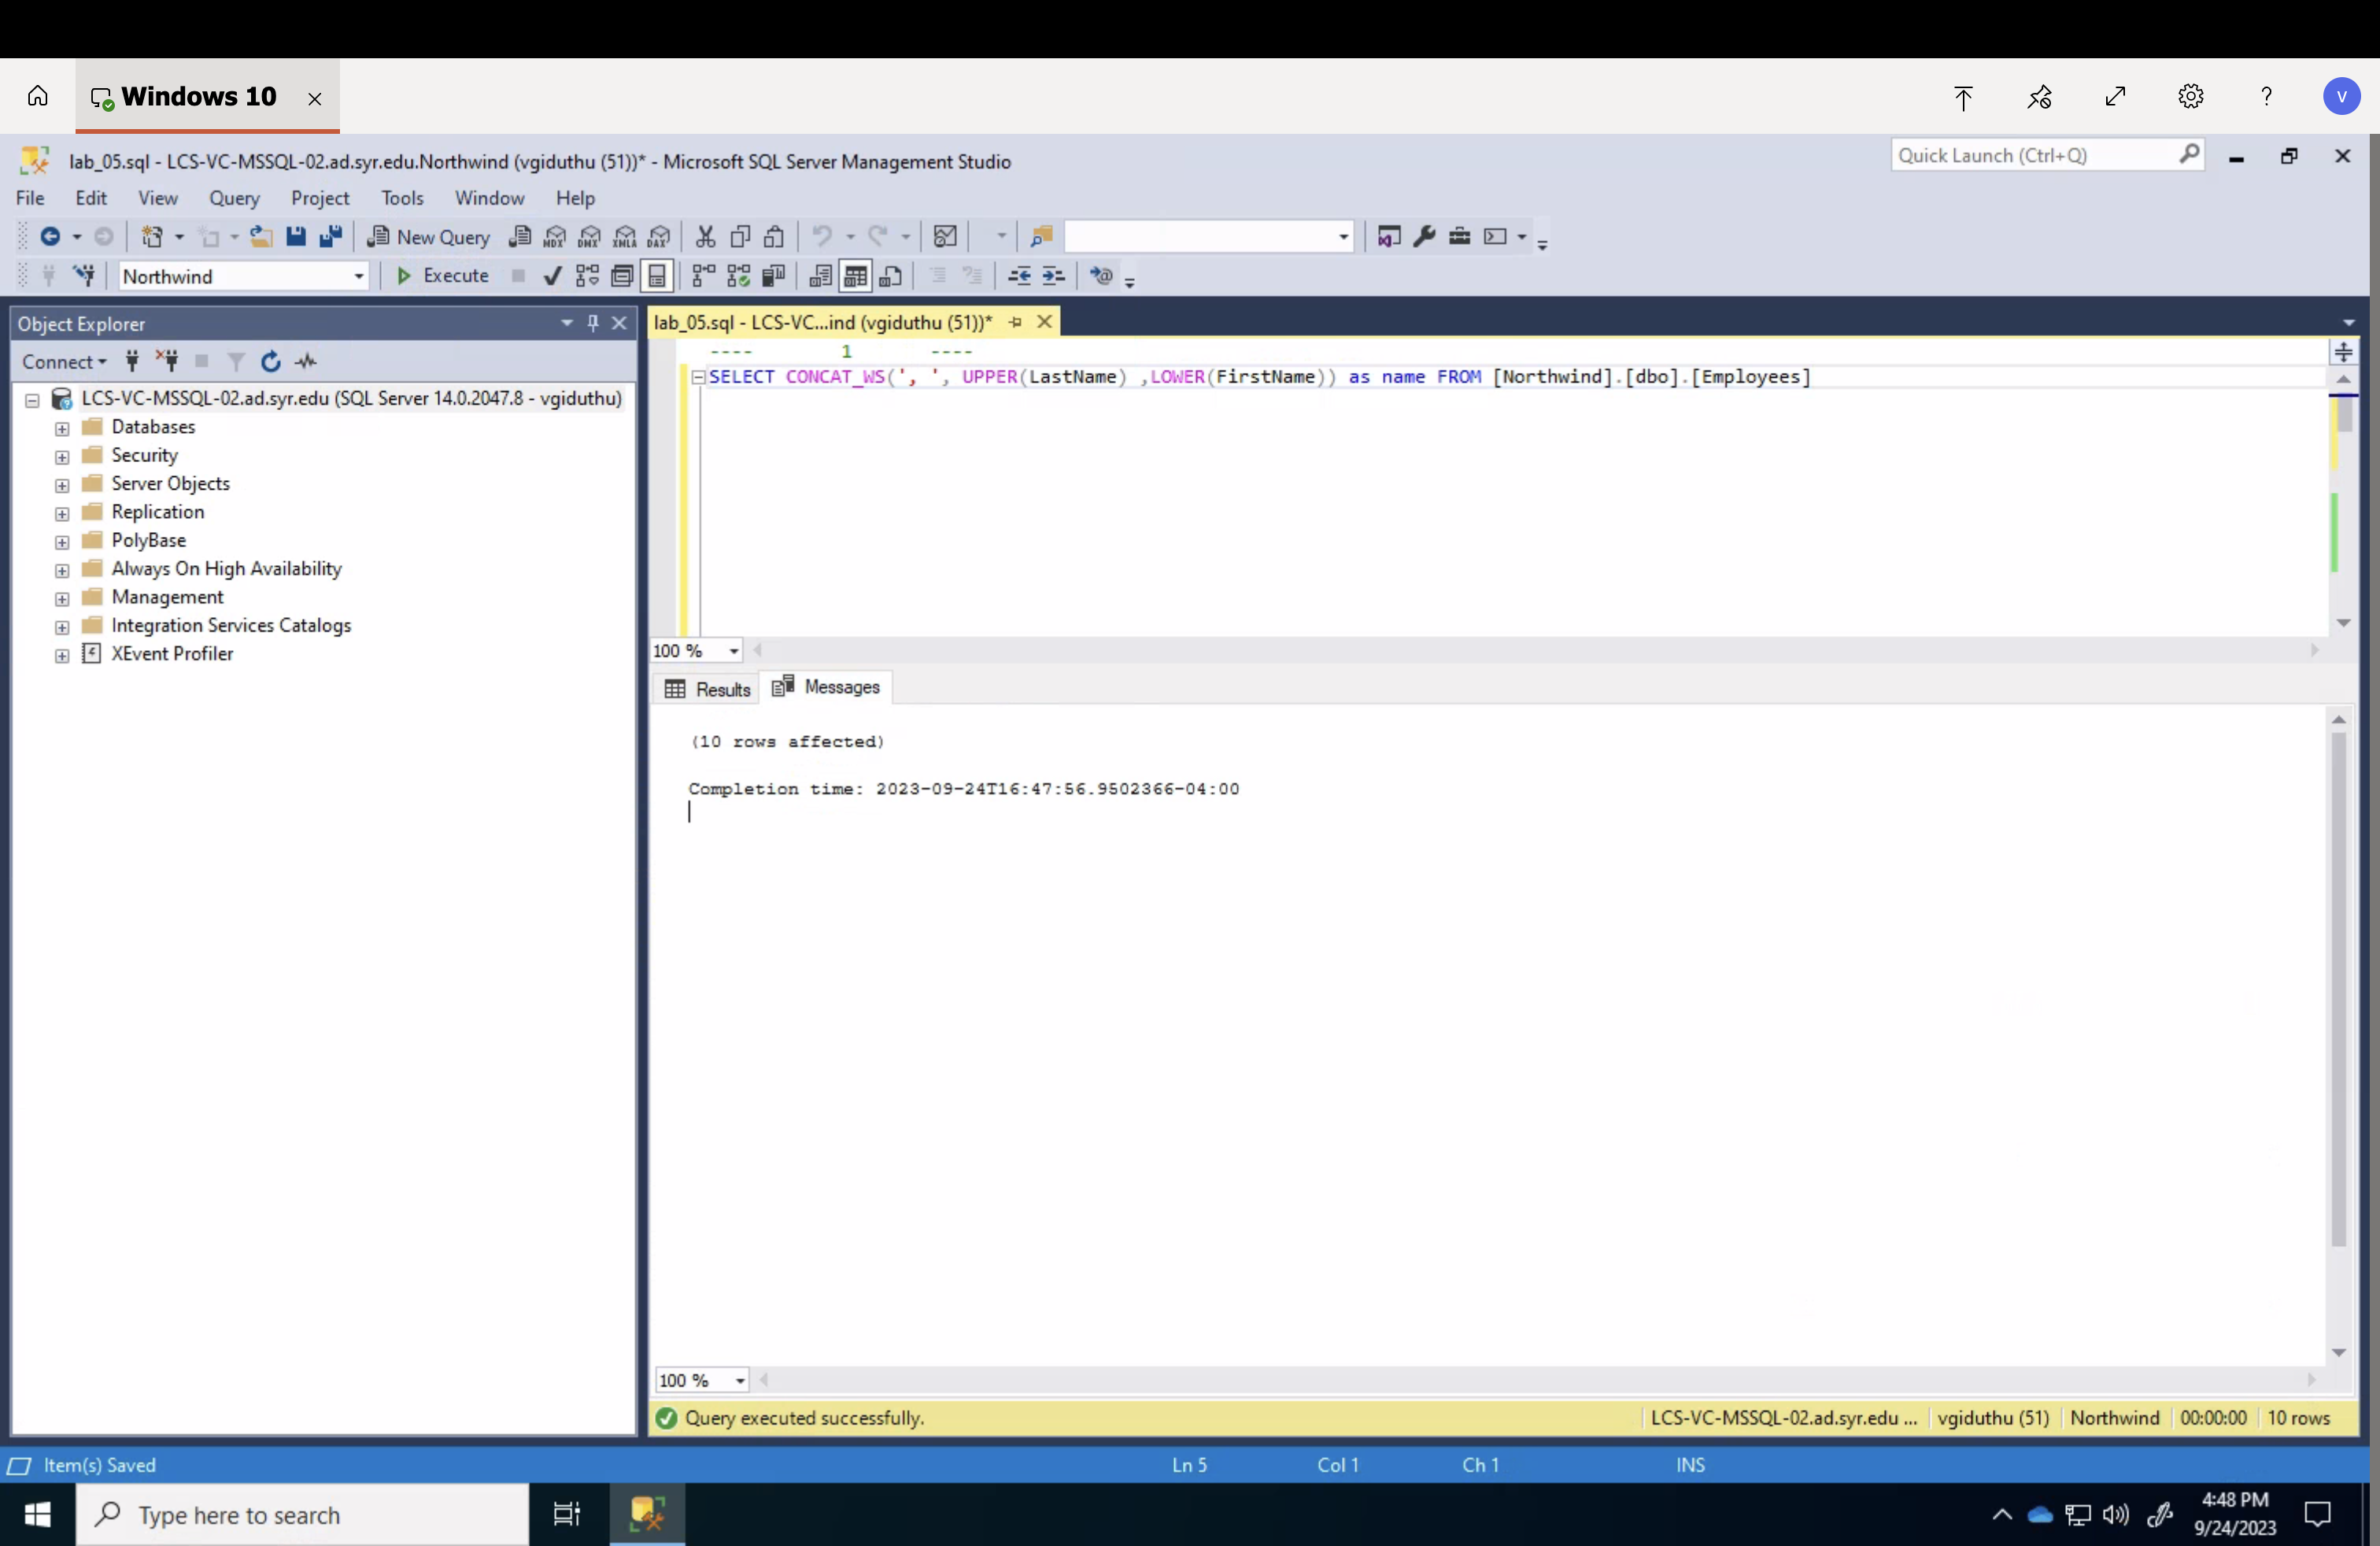 Windows 10
?
V
lab_05.sql - LCS-VC-MSSQL-02.ad.syr.edu.Northwind (vgiduthu (51))* - Microsoft SQL Server Management Studio
Quick Launch (Ctrl+Q)
File Edit View Query Project Tools Window Help
New Query MDX DMX XMLA DAX
Northwind Execute
Object Explorer
lab_05.sql - LCS-VC...ind (vgiduthu (51))*
Connect
---- 1 ----
SELECT CONCAT_WS(', ', UPPER(LastName) ,LOWER(FirstName)) as name FROM [Northwind].[dbo].[Employees]
LCS-VC-MSSQL-02.ad.syr.edu (SQL Server 14.0.2047.8 - vgiduthu)
Databases
Security
Server Objects
Replication
PolyBase
Always On High Availability
Management
Integration Services Catalogs
XEvent Profiler
100 %
Results Messages
(10 rows affected)
Completion time: 2023-09-24T16:47:56.9502366-04:00
100 %
Query executed successfully.
LCS-VC-MSSQL-02.ad.syr.edu ... vgiduthu (51) Northwind 00:00:00 10 rows
Item(s) Saved
Ln 5 Col 1 Ch 1 INS
Type here to search
4:48 PM
9/24/2023